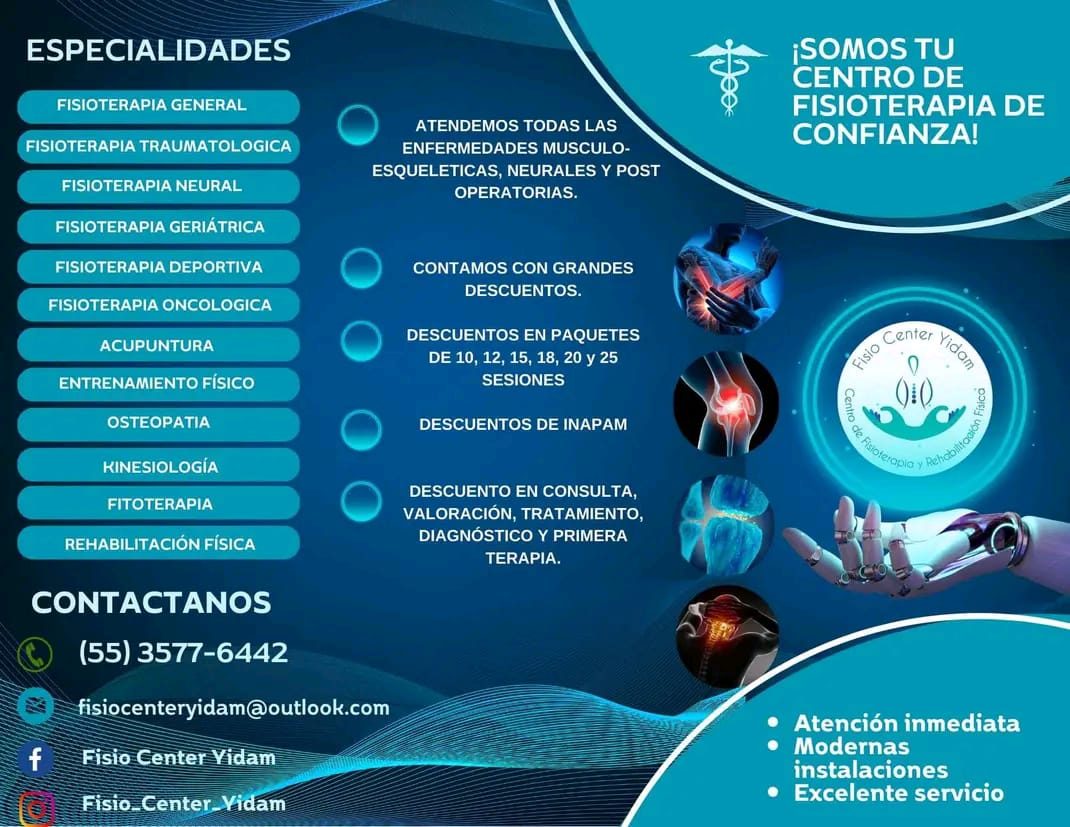 ESPECIALIDADES
FISIOTERAPIA GENERAL
FISIOTERAPIA TRAUMATOLOGICA
FISIOTERAPIA NEURAL
FISIOTERAPIA GERIÁTRICA
FISIOTERAPIA DEPORTIVA
FISIOTERAPIA ONCOLOGICA
ACUPUNTURA
ENTRENAMIENTO FÍSICO
OSTEOPATIA
KINESIOLOGÍA
FITOTERAPIA
REHABILITACIÓN FÍSICA
CONTACTANOS
(55) 3577-6442
fisiocenteryidam@outlook.com
Fisio Center Yidam
Fisio_Center_Yidam
ATENDEMOS TODAS LAS
ENFERMEDADES MUSCULO-
ESQUELETICAS, NEURALES Y POST
OPERATORIAS.
CONTAMOS CON GRANDES
DESCUENTOS.
DESCUENTOS EN PAQUETES
DE 10, 12, 15, 18, 20 y 25
SESIONES
DESCUENTOS DE INAPAM
DESCUENTO EN CONSULTA,
VALORACIÓN, TRATAMIENTO,
DIAGNÓSTICO Y PRIMERA
TERAPIA.
¡SOMOS TU
CENTRO DE
FISIOTERAPIA DE
CONFIANZA!
Fisio Center Yidam
Centro de Fisioterapia y Rehabilitación Física
• Atención inmediata
• Modernas
instalaciones
• Excelente servicio